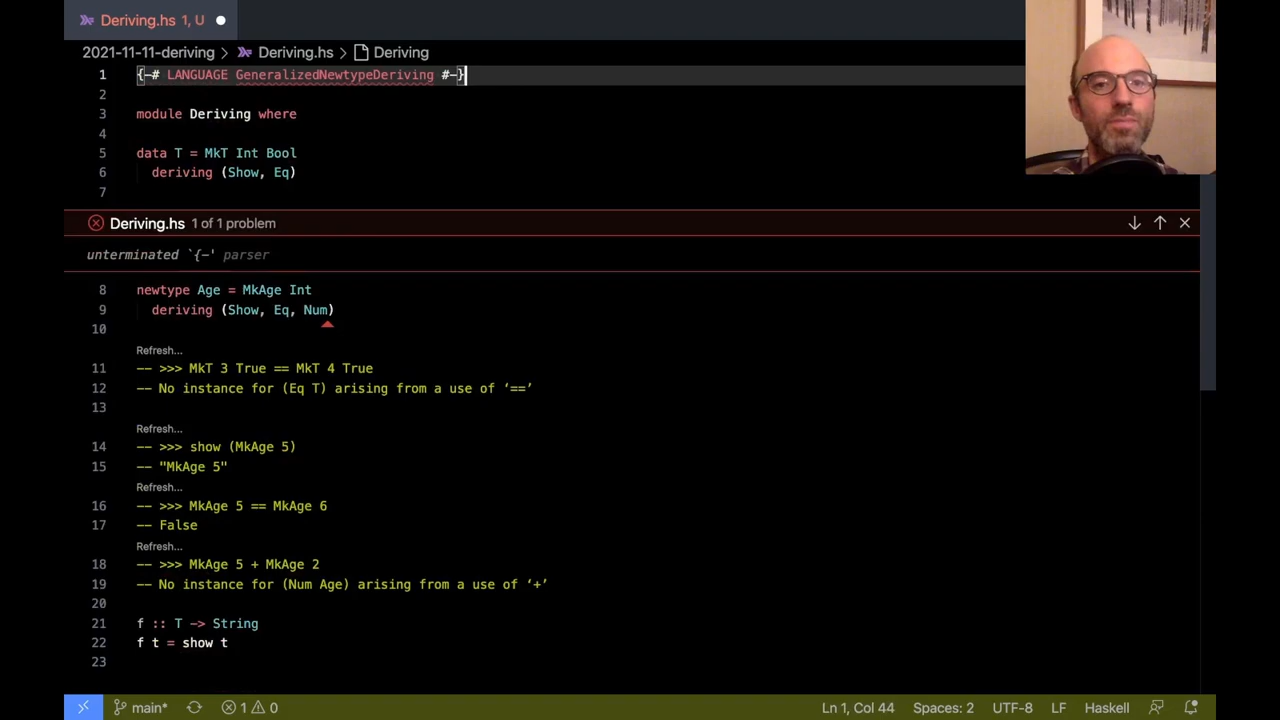 Deriving.hs 1, U
2021-11-11-deriving > Deriving.hs > Deriving
1 {-# LANGUAGE GeneralizedNewtypeDeriving #-}
2
3 module Deriving where
4
5 data T = MkT Int Bool
6 deriving (Show, Eq)
7
Deriving.hs 1 of 1 problem
unterminated `{-' parser
8 newtype Age = MkAge Int
9 deriving (Show, Eq, Num)
10
Refresh...
11 -- >>> MkT 3 True == MkT 4 True
12 -- No instance for (Eq T) arising from a use of ‘==’
13
Refresh...
14 -- >>> show (MkAge 5)
15 -- "MkAge 5"
Refresh...
16 -- >>> MkAge 5 == MkAge 6
17 -- False
Refresh...
18 -- >>> MkAge 5 + MkAge 2
19 -- No instance for (Num Age) arising from a use of ‘+’
20
21 f :: T -> String
22 f t = show t
23
main* 1 0 Ln 1, Col 44 Spaces: 2 UTF-8 LF Haskell